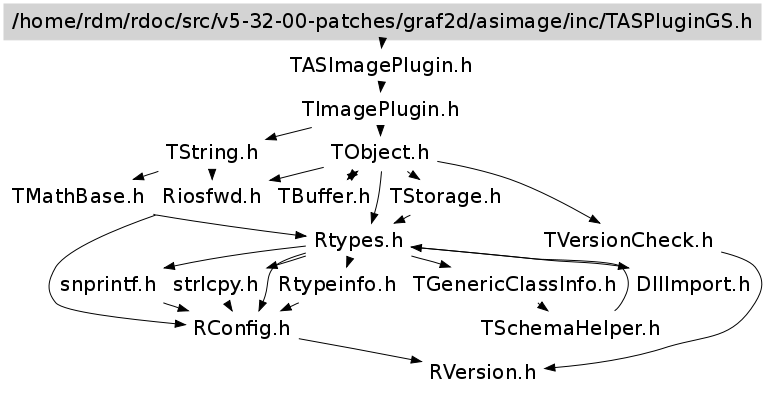 /home/rdm/rdoc/src/v5-32-00-patches/graf2d/asimage/inc/TASPluginGS.h
TASImagePlugin.h
TImagePlugin.h
TString.h TObject.h
TMathBase.h Riosfwd.h TBuffer.h TStorage.h
Rtypes.h TVersionCheck.h
snprintf.h strlcpy.h Rtypeinfo.h TGenericClassInfo.h DllImport.h
RConfig.h TSchemaHelper.h
RVersion.h